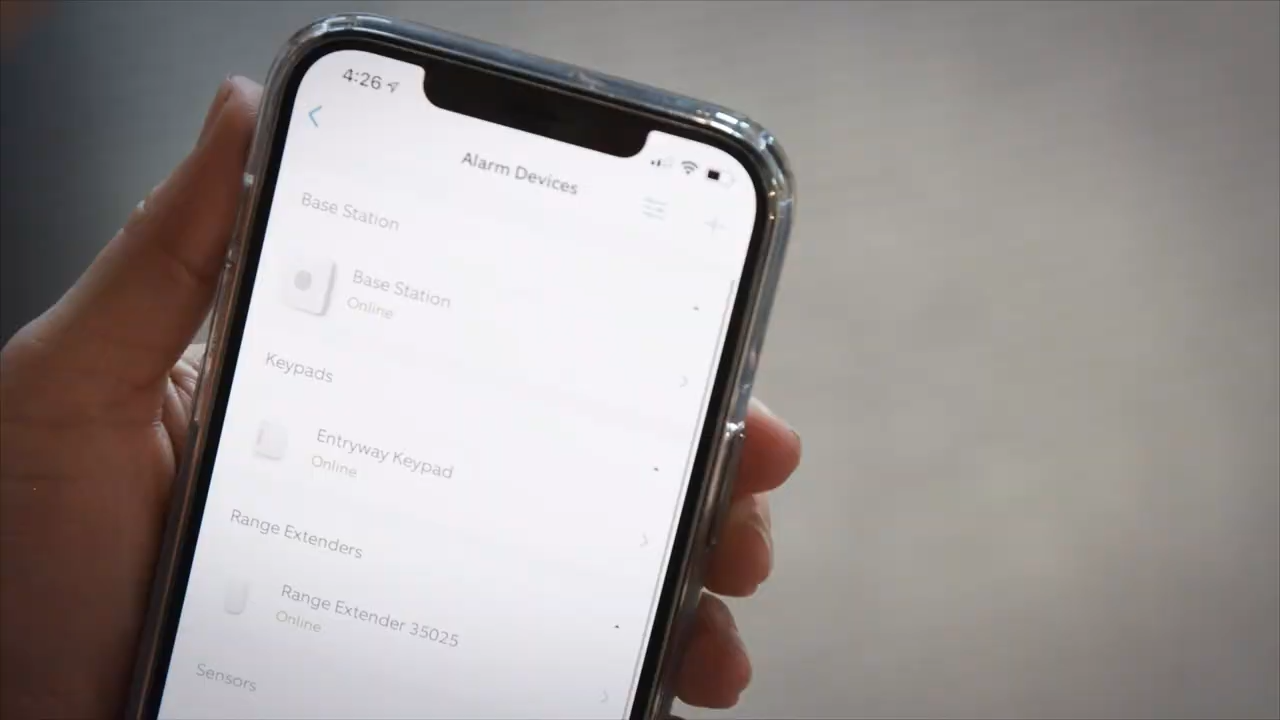 4:26
Alarm Devices
Base Station
Base Station
Online
Keypads
Entryway Keypad
Online
Range Extenders
Range Extender 35025
Online
Sensors